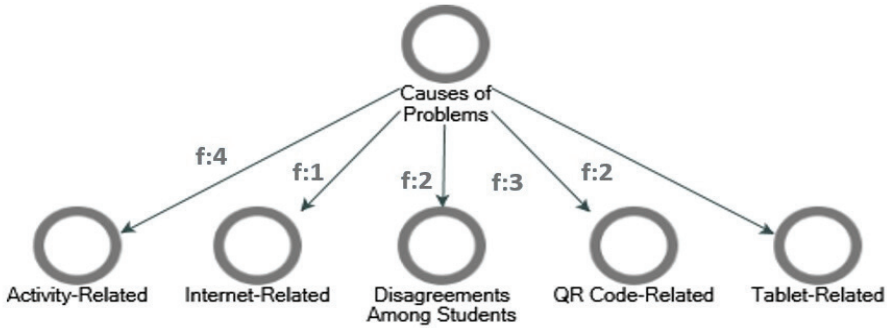 Causes of
Problems
f:4
f:1
f:2
f:3
f:2
Activity-Related
Internet-Related
Disagreements
Among Students
QR Code-Related
Tablet-Related